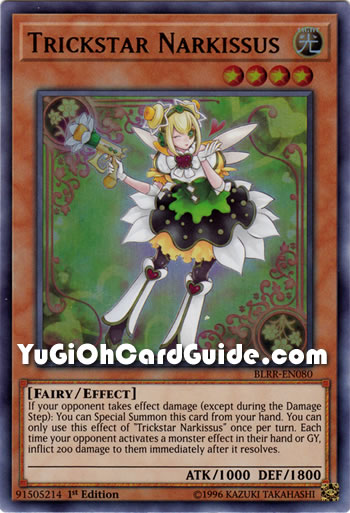 TRICKSTAR NARKISSUS
LIGHT
光
YuGiOhCardGuide.com
BLRR-EN080
[FAIRY/EFFECT]
If your opponent takes effect damage (except during the Damage
Step): You can Special Summon this card from your hand. You can
only use this effect of "Trickstar Narkissus" once per turn. Each
time your opponent activates a monster effect in their hand or GY,
inflict 200 damage to them immediately after it resolves.
ATK/1000 DEF/1800
91505214 1st Edition ©1996 KAZUKI TAKAHASHI